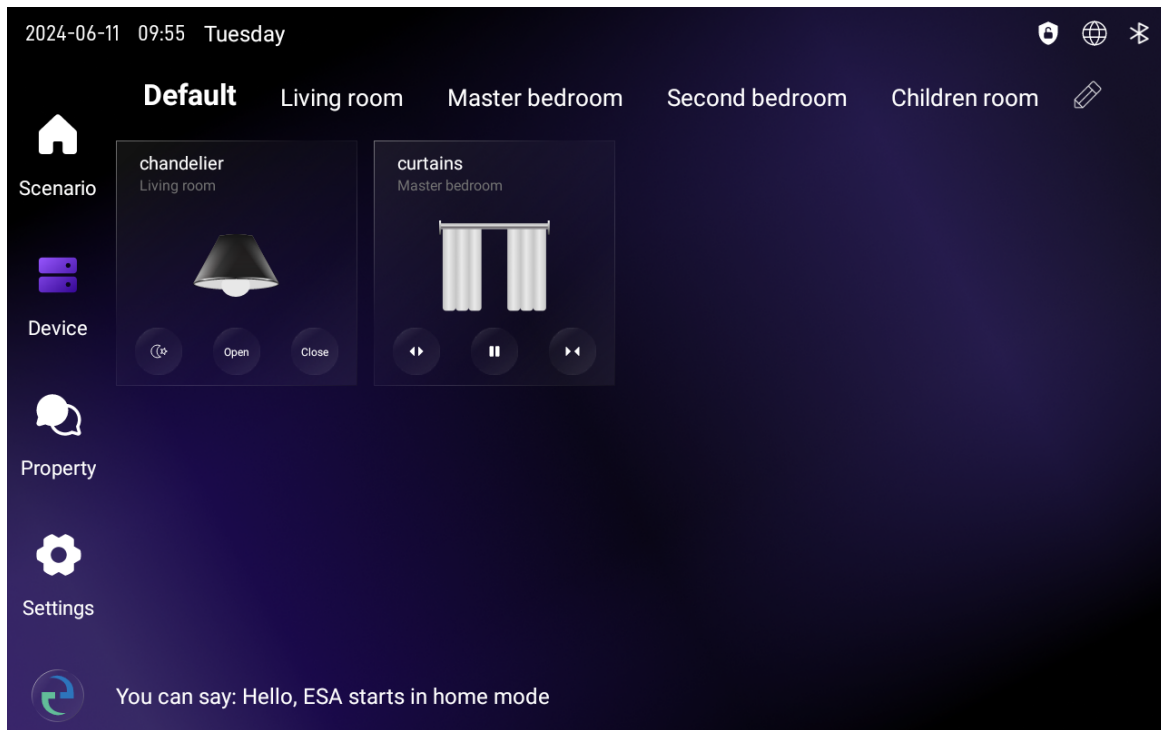 2024-06-11 09:55 Tuesday
Default Living room Master bedroom Second bedroom Children room
Scenario
chandelier
Living room
Open Close
curtains
Master bedroom
Device
Property
Settings
You can say: Hello, ESA starts in home mode